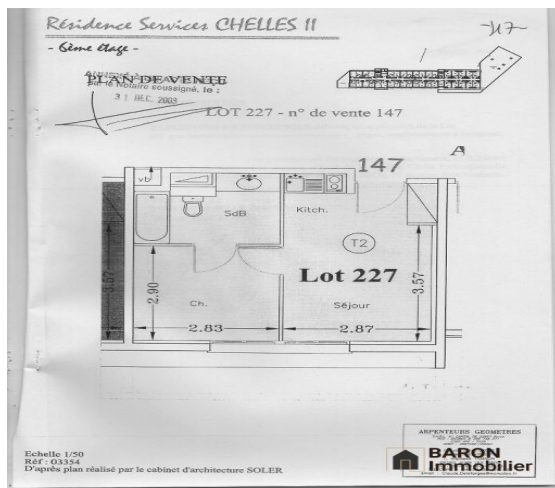 Résidence Services CHELLES II
-147-
- 6ème étage -
PLAN DE VENTE
par le Notaire soussigné, le :
31 DEC. 2003
LOT 227 - n° de vente 147
A
147
vb
SdB
Kitch.
T2
Lot 227
3.57
2.90
3.57
Ch.
Séjour
2.83
2.87
ARPENTEURS GEOMETRES
BARON
Immobilier
Echelle 1/50
Réf : 03354
D'après plan réalisé par le cabinet d'architecture SOLER